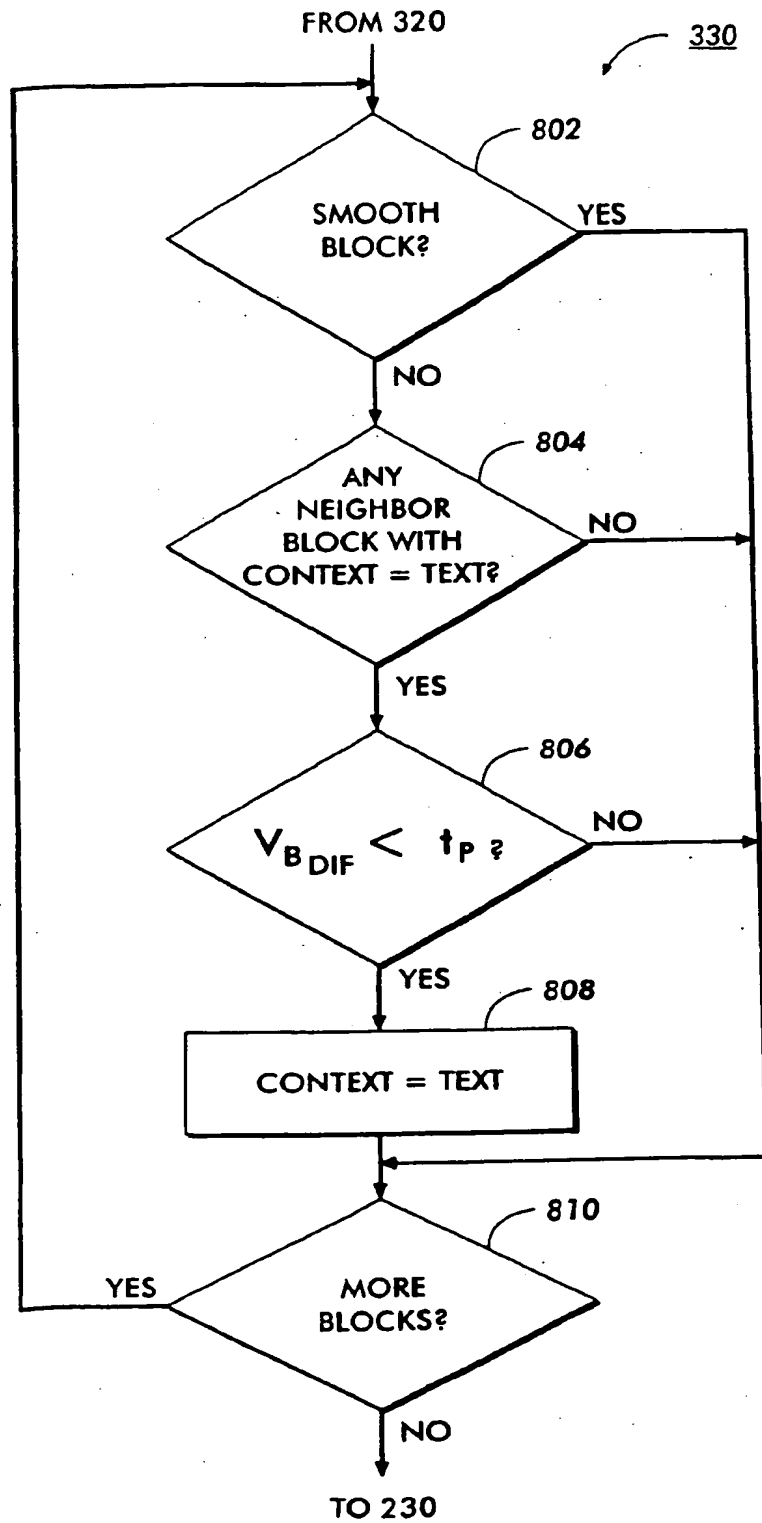 FROM 320
330
802
SMOOTH
BLOCK?
YES
NO
804
ANY
NEIGHBOR
BLOCK WITH
CONTEXT = TEXT?
NO
YES
806
V_B DIF < t_P ?
NO
YES
808
CONTEXT = TEXT
810
YES
MORE
BLOCKS?
NO
TO 230